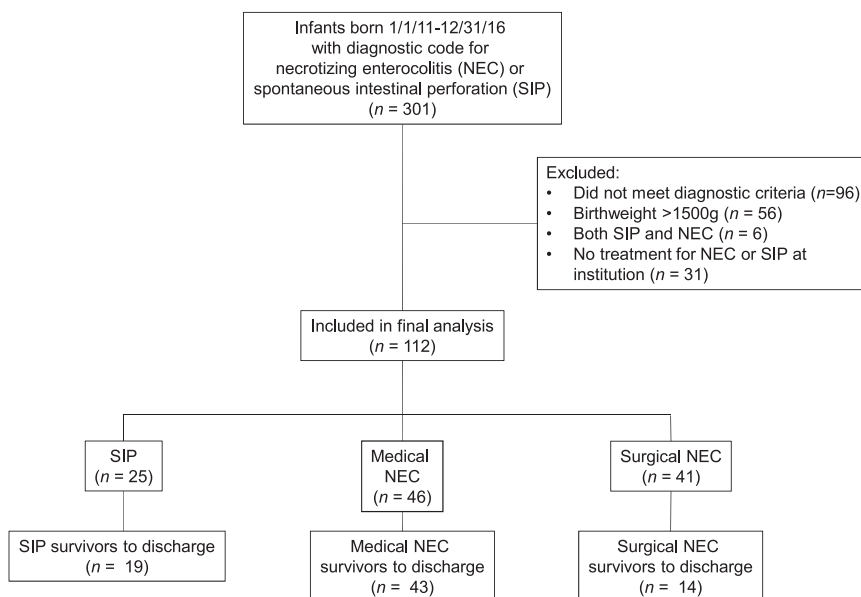 Infants born 1/1/11-12/31/16
with diagnostic code for
necrotizing enterocolitis (NEC) or
spontaneous intestinal perforation (SIP)
(n = 301)
Excluded:
• Did not meet diagnostic criteria (n=96)
• Birthweight >1500g (n = 56)
• Both SIP and NEC (n = 6)
• No treatment for NEC or SIP at
institution (n = 31)
Included in final analysis
(n = 112)
SIP
(n = 25)
Medical
NEC
(n = 46)
Surgical NEC
(n = 41)
SIP survivors to discharge
(n = 19)
Medical NEC
survivors to discharge
(n = 43)
Surgical NEC
survivors to discharge
(n = 14)